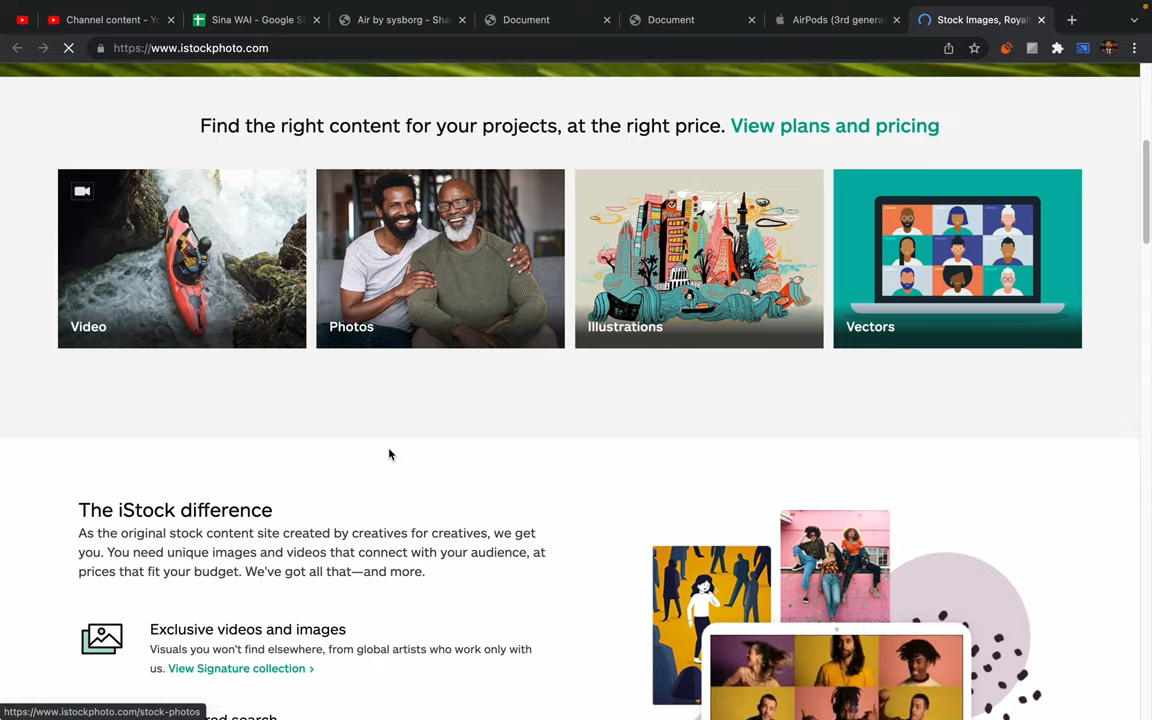 Channel content - Yo
Sina WAI - Google S
Air by sysborg - Sha
Document
Document
AirPods (3rd genera
Stock Images, Royal
https://www.istockphoto.com
Find the right content for your projects, at the right price. View plans and pricing
Video
Photos
Illustrations
Vectors
The iStock difference
As the original stock content site created by creatives for creatives, we get
you. You need unique images and videos that connect with your audience, at
prices that fit your budget. We've got all that—and more.
Exclusive videos and images
Visuals you won't find elsewhere, from global artists who work only with
us. View Signature collection >
https://www.istockphoto.com/stock-photos
search